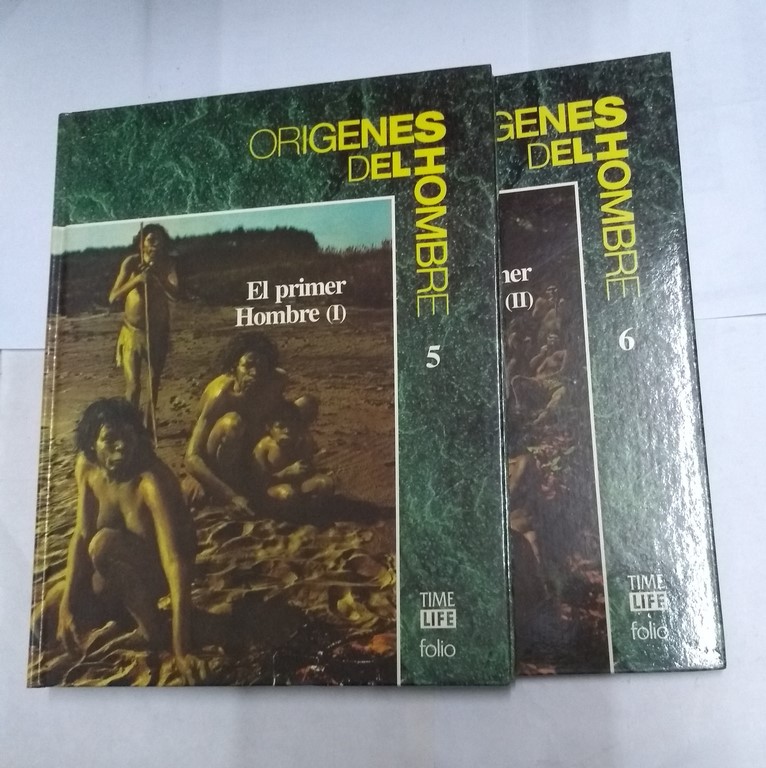 ORIGENES
DEL HOMBRE
El primer
Hombre (I)
5
TIME
LIFE
folio
GENES
DEL HOMBRE
ner
(II)
6
TIME
LIFE
folio